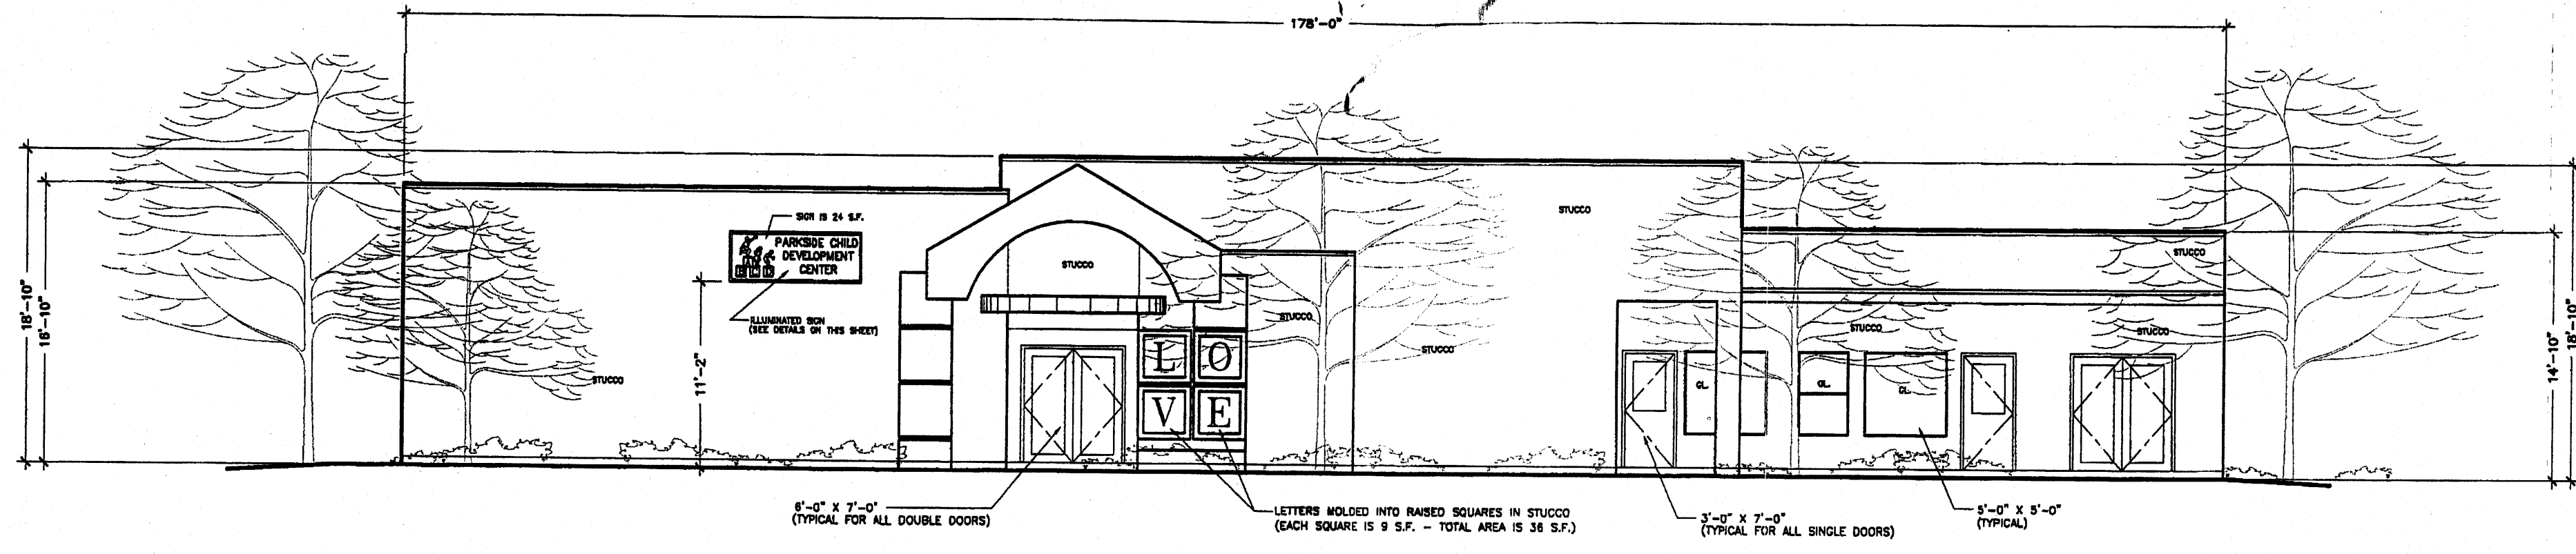 178'-0"
SIGN IS 24 S.F.
PARKSIDE CHILD
DEVELOPMENT
CENTER
ILLUMINATED SIGN
(SEE DETAILS ON THIS SHEET)
18'-10"
16'-10"
11'-2"
STUCCO
STUCCO
STUCCO
STUCCO
STUCCO
STUCCO
STUCCO
STUCCO
L O
V E
GL.
GL.
GL.
14'-10"
18'-10"
6'-0" X 7'-0"
(TYPICAL FOR ALL DOUBLE DOORS)
LETTERS MOLDED INTO RAISED SQUARES IN STUCCO
(EACH SQUARE IS 9 S.F. - TOTAL AREA IS 36 S.F.)
3'-0" X 7'-0"
(TYPICAL FOR ALL SINGLE DOORS)
5'-0" X 5'-0"
(TYPICAL)